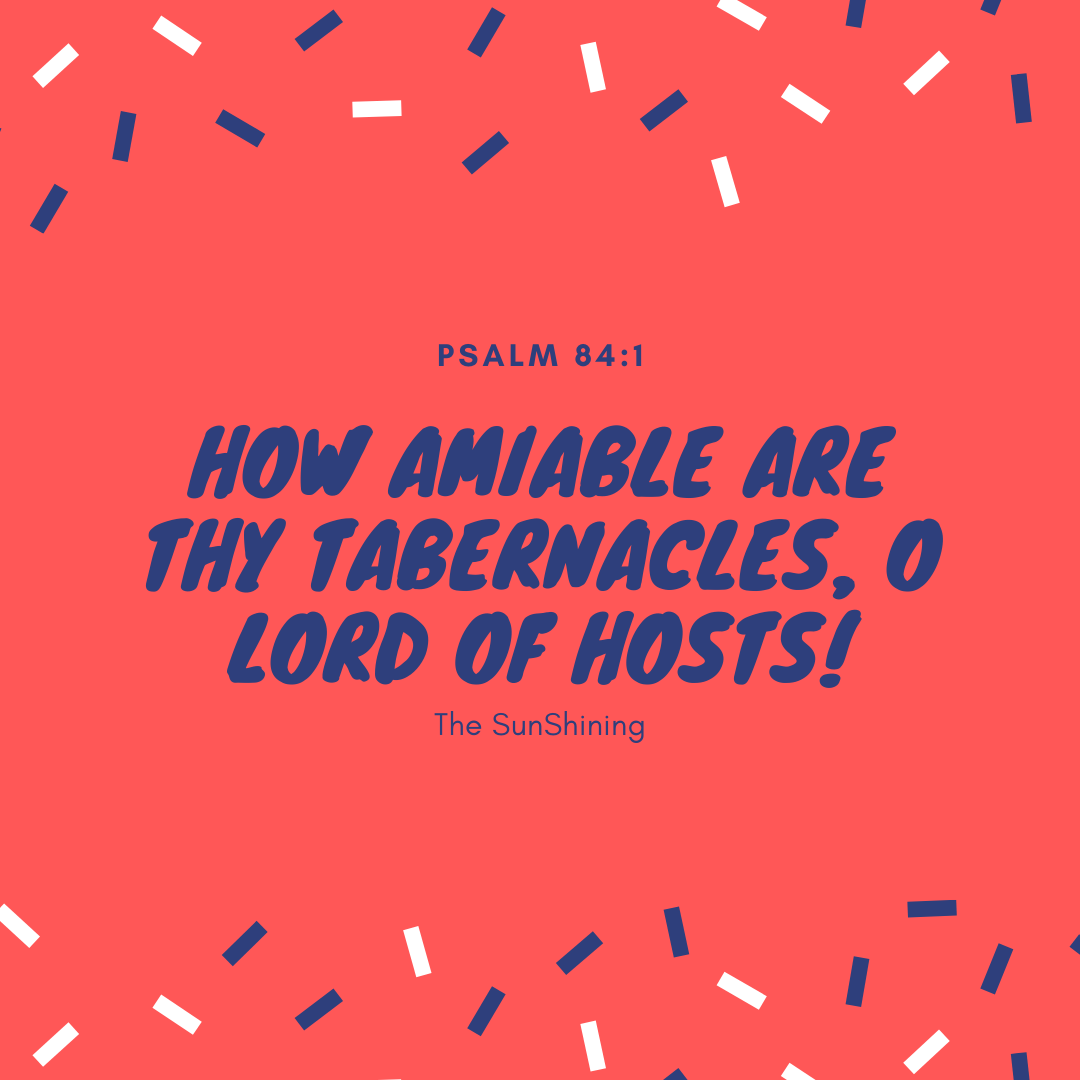 PSALM 84:1
HOW AMIABLE ARE
THY TABERNACLES, O
LORD OF HOSTS!
The SunShining